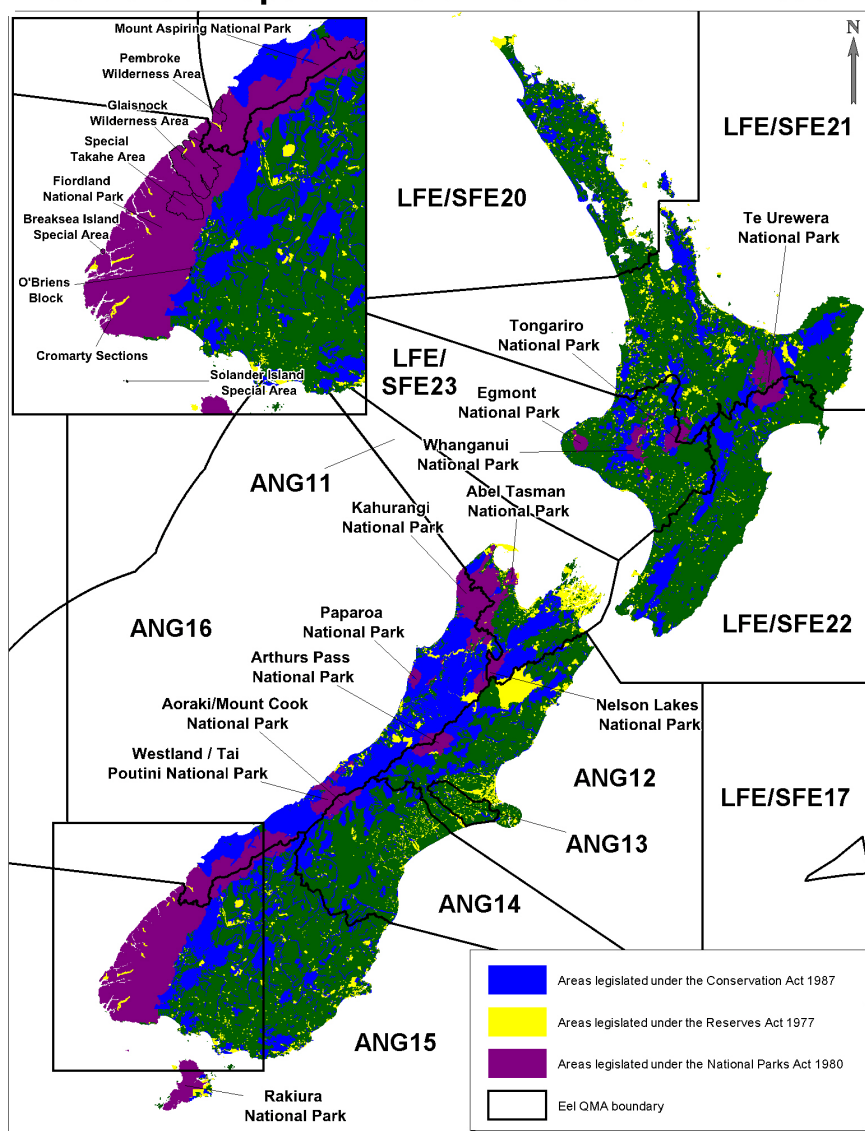 Mount Aspiring National Park
Pembroke
Wilderness Area
Glaisnock
Wilderness Area
Special
Takahe Area
Fiordland
National Park
Breaksea Island
Special Area
O'Briens
Block
Cromarty Sections
Solander Island
Special Area
N
LFE/SFE21
LFE/SFE20
Te Urewera
National Park
Tongariro
National Park
LFE/
SFE23
Egmont
National Park
Whanganui
National Park
ANG11
Abel Tasman
National Park
Kahurangi
National Park
ANG16
LFE/SFE22
Paparoa
National Park
Arthurs Pass
National Park
Aoraki/Mount Cook
National Park
Nelson Lakes
National Park
Westland / Tai
Poutini National Park
ANG12
LFE/SFE17
ANG13
ANG14
ANG15
Rakiura
National Park
Areas legislated under the Conservation Act 1987
Areas legislated under the Reserves Act 1977
Areas legislated under the National Parks Act 1980
Eel QMA boundary